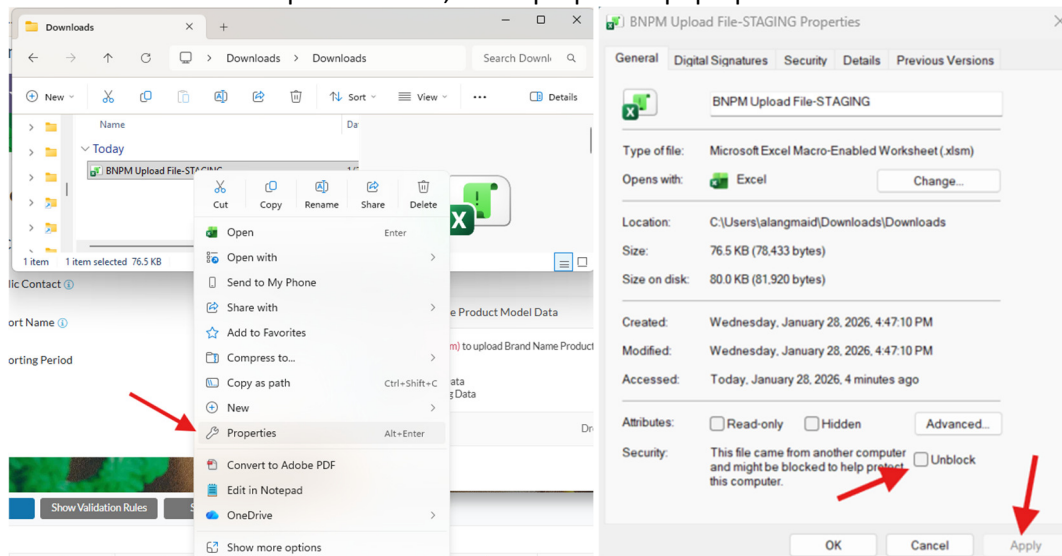 Downloads
Downloads > Downloads
Search Downl
New
Sort
View
Details
Name
Da
Today
BNPM Upload File-STAGING
1 item 1 item selected 76.5 KB
Cut Copy Rename Share Delete
Open Enter
Open with
Send to My Phone
Share with
Add to Favorites
Compress to...
Copy as path Ctrl+Shift+C
New
Properties Alt+Enter
Convert to Adobe PDF
Edit in Notepad
OneDrive
Show more options
lic Contact
ort Name
orting Period
e Product Model Data
m) to upload Brand Name Product
ata
g Data
Dr
Show Validation Rules
S
BNPM Upload File-STAGING Properties
General Digital Signatures Security Details Previous Versions
BNPM Upload File-STAGING
Type of file: Microsoft Excel Macro-Enabled Worksheet (.xlsm)
Opens with: Excel Change...
Location: C:\Users\alangmaid\Downloads\Downloads
Size: 76.5 KB (78,433 bytes)
Size on disk: 80.0 KB (81,920 bytes)
Created: Wednesday, January 28, 2026, 4:47:10 PM
Modified: Wednesday, January 28, 2026, 4:47:10 PM
Accessed: Today, January 28, 2026, 4 minutes ago
Attributes: Read-only Hidden Advanced...
Security: This file came from another computer
and might be blocked to help protect
this computer.
Unblock
OK Cancel Apply